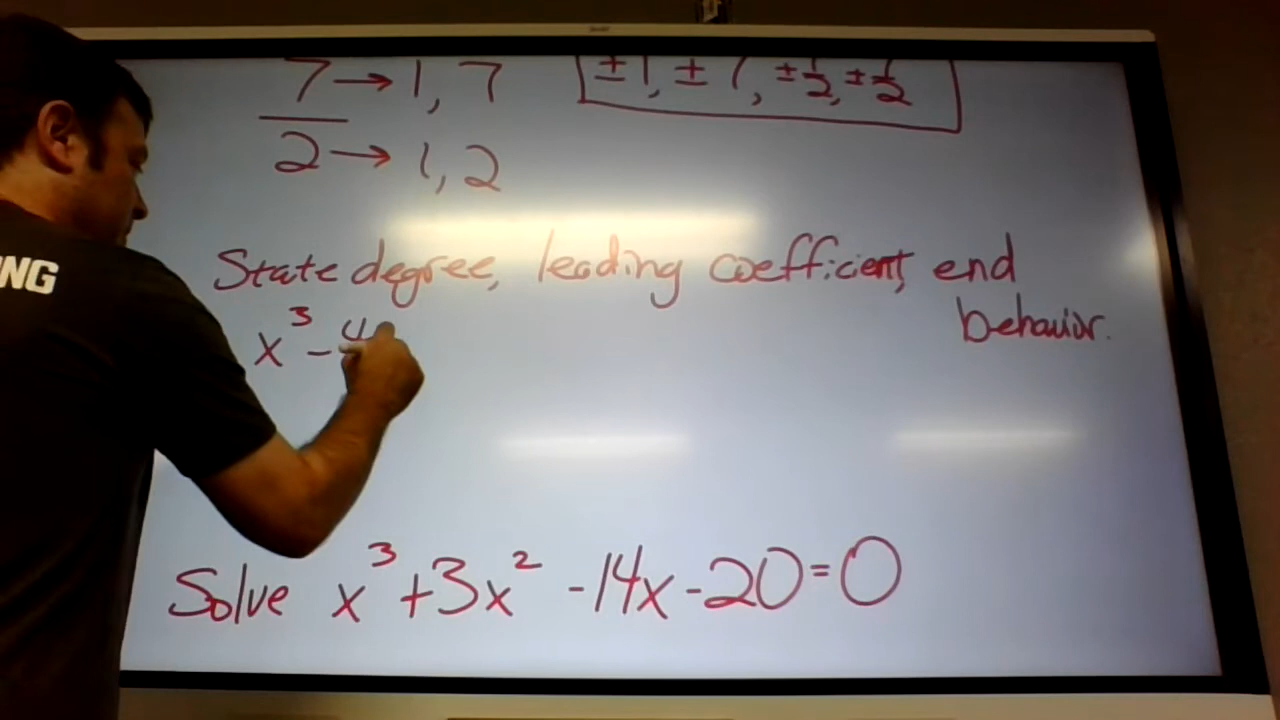 7→1, 7
±1, ±7, ±1/2, ±7/2
2→1, 2
State degree, leading coefficient, end
behavior.
x³ - 4
Solve x³+3x² -14x-20=0
NG